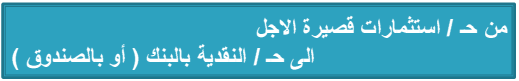 من حـ / استثمارات قصيرة الاجل
الى حـ / النقدية بالبنك ( أو بالصندوق )